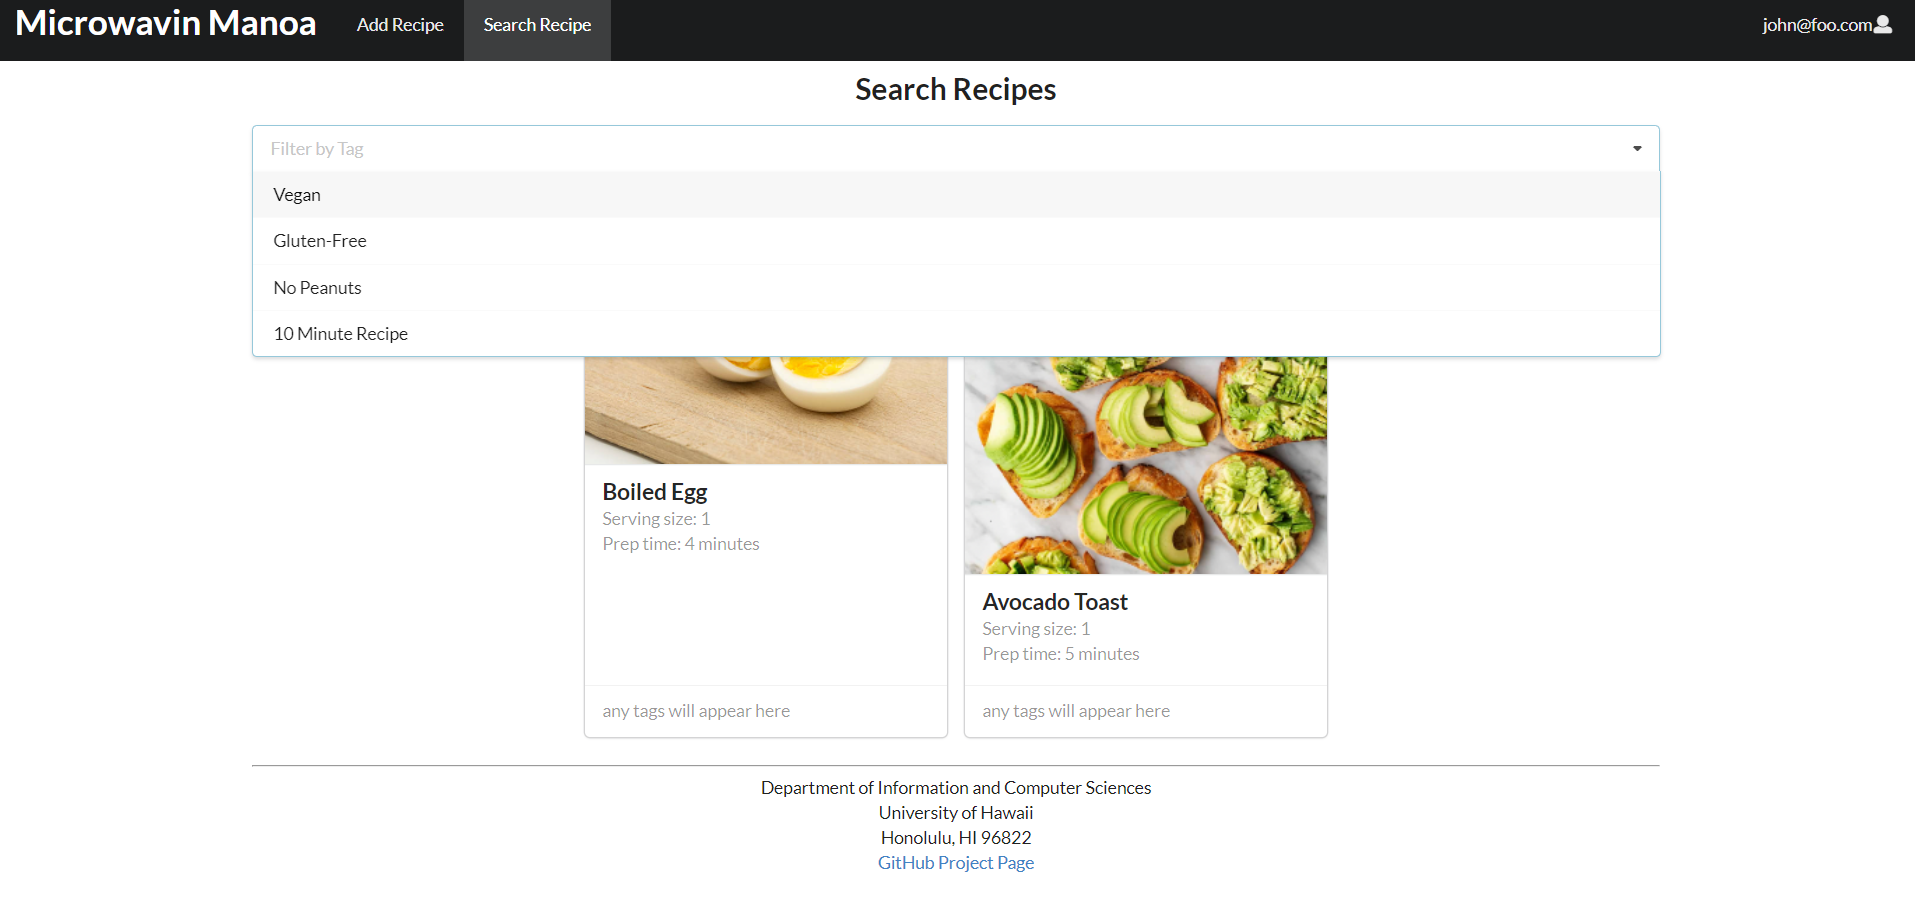 Microwavin Manoa
Add Recipe
Search Recipe
john@foo.com
Search Recipes
Filter by Tag
Vegan
Gluten-Free
No Peanuts
10 Minute Recipe
Boiled Egg
Serving size: 1
Prep time: 4 minutes
any tags will appear here
Avocado Toast
Serving size: 1
Prep time: 5 minutes
any tags will appear here
Department of Information and Computer Sciences
University of Hawaii
Honolulu, HI 96822
GitHub Project Page